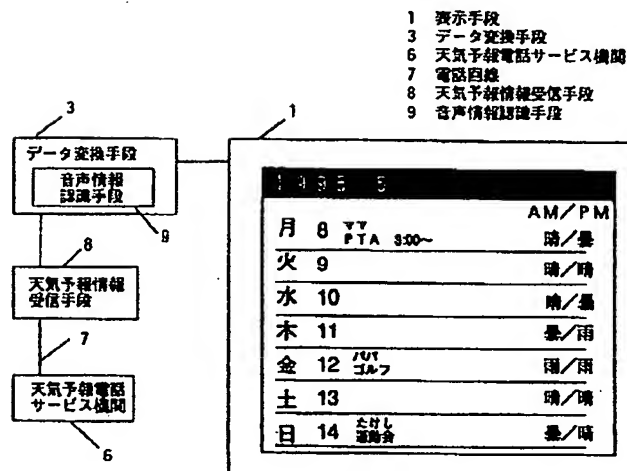 1 表示手段
3 データ変換手段
6 天気予報電話サービス機関
7 電話回線
8 天気予報情報受信手段
9 音声情報認識手段
3
1
データ変換手段
音声情報
認識手段
9
8
天気予報情報
受信手段
7
天気予報電話
サービス機関
6
1995 5
AM/PM
月 8 ママ
PTA 3:00~
晴/曇
火 9 晴/晴
水 10 晴/曇
木 11 曇/雨
金 12 パパ
ゴルフ
雨/雨
土 13 晴/晴
日 14 たけし
運動会
曇/晴